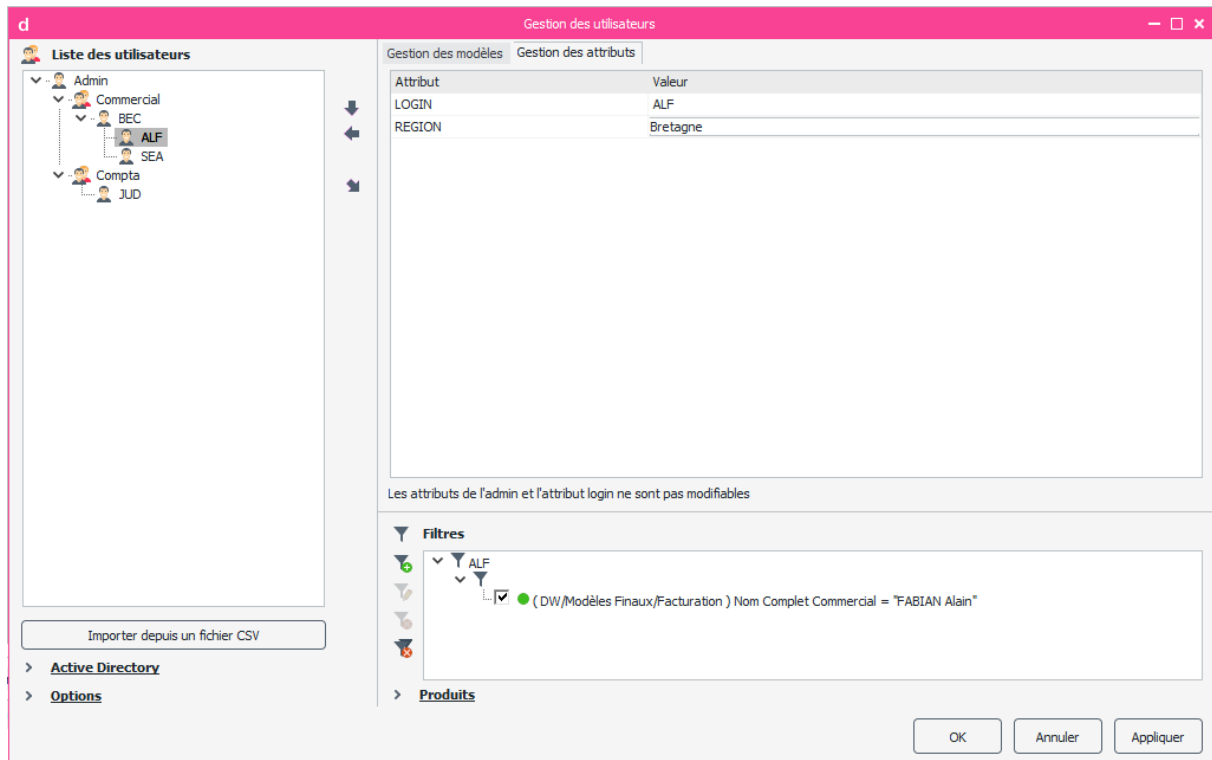 d
Gestion des utilisateurs
Liste des utilisateurs
Admin
Commercial
BEC
ALF
SEA
Compta
JUD
Importer depuis un fichier CSV
Active Directory
Options
Gestion des modèles Gestion des attributs
Attribut Valeur
LOGIN ALF
REGION Bretagne
Les attributs de l'admin et l'attribut login ne sont pas modifiables
Filtres
ALF
( DW/Modèles Finaux/Facturation ) Nom Complet Commercial = "FABIAN Alain"
Produits
OK Annuler Appliquer